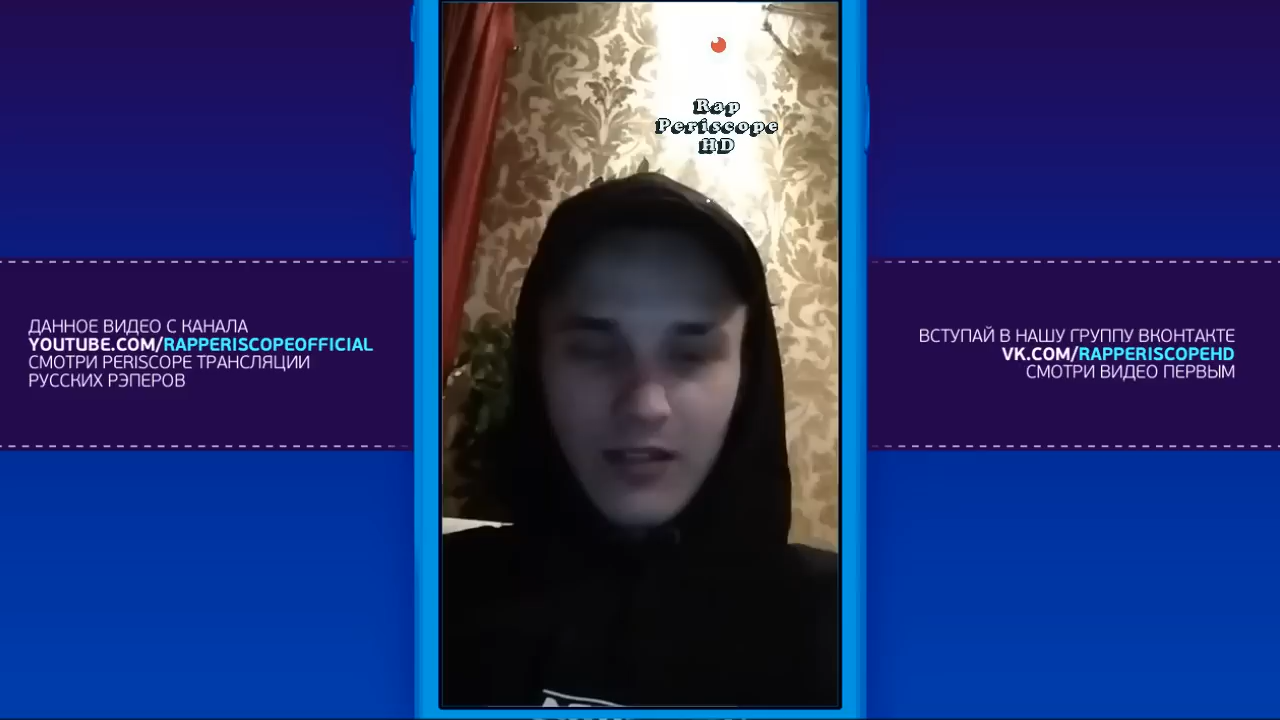 Rap
Periscope
HD
ДАННОЕ ВИДЕО С КАНАЛА
YOUTUBE.COM/RAPPERISCOPEOFFICIAL
СМОТРИ PERISCOPE ТРАНСЛЯЦИИ
РУССКИХ РЭПЕРОВ
ВСТУПАЙ В НАШУ ГРУППУ ВКОНТАКТЕ
VK.COM/RAPPERISCOPEHD
СМОТРИ ВИДЕО ПЕРВЫМ